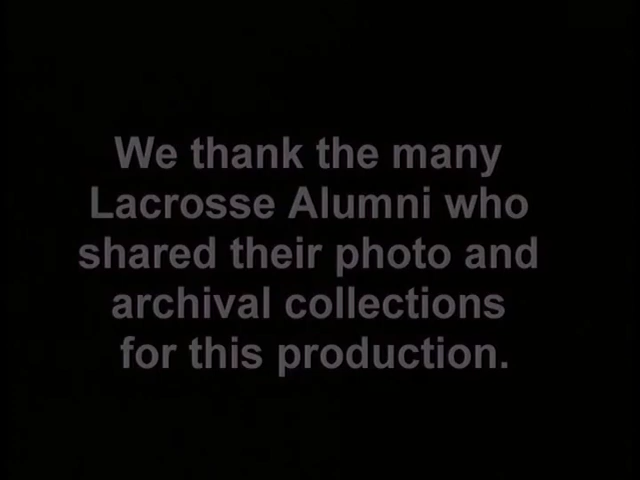 We thank the many
Lacrosse Alumni who
shared their photo and
archival collections
for this production.